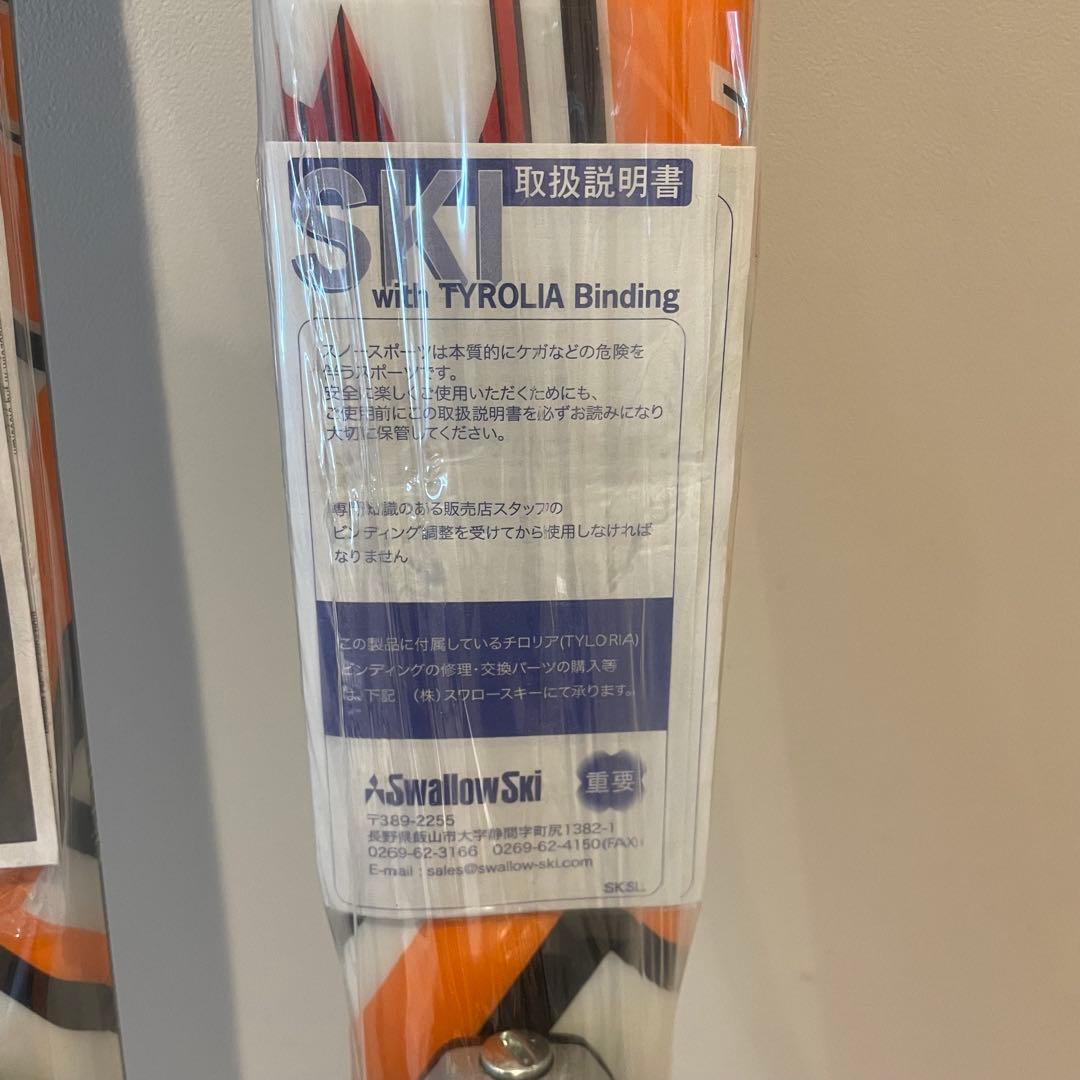 SKI 取扱説明書
with TYROLIA Binding
スノースポーツは本質的にケガなどの危険を
伴うスポーツです。
安全に楽しくご使用いただくためにも、
ご使用前にこの取扱説明書を必ずお読みになり
大切に保管してください。
専門知識のある販売店スタッフの
ビンディング調整を受けてから使用しなければ
なりません
この製品に付属しているチロリア(TYLORIA)
ビンディングの修理・交換パーツの購入等
は、下記 (株)スワロースキーにて承ります。
Swallow Ski 重要
〒389-2255
長野県飯山市大字静間字町尻1382-1
0269-62-3166 0269-62-4150(FAX)
E-mail : sales@swallow-ski.com